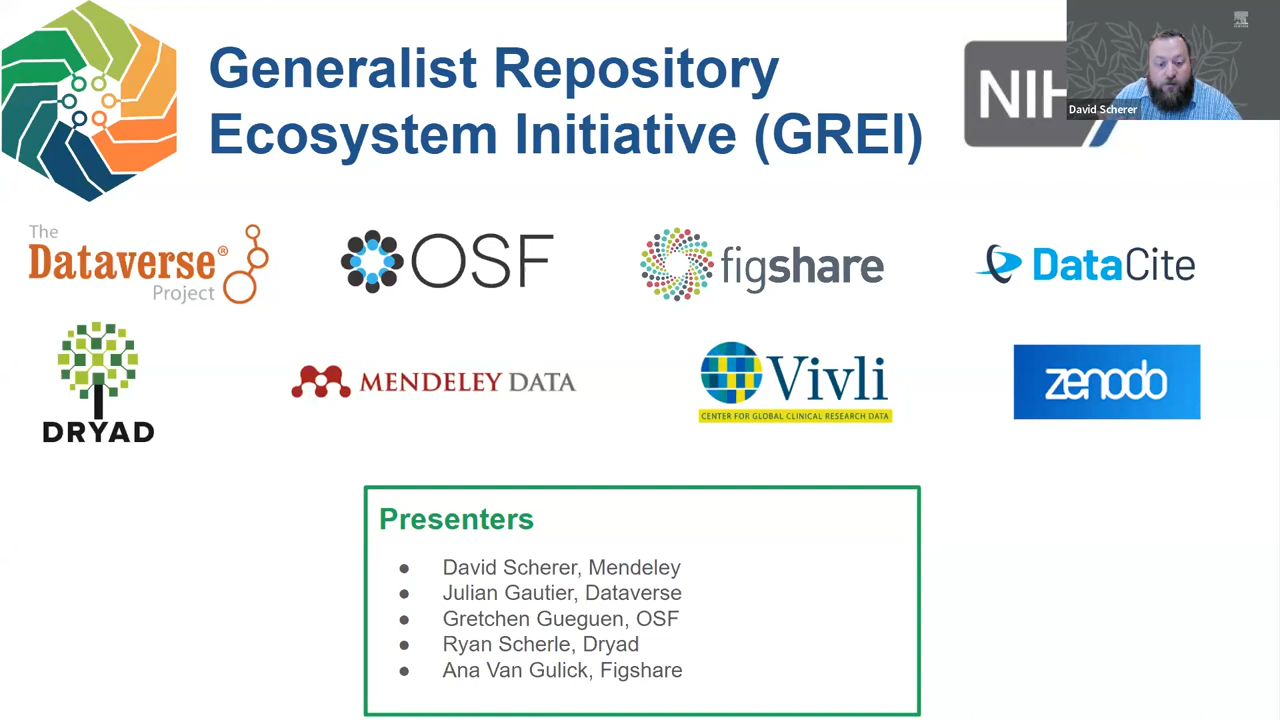 Generalist Repository
Ecosystem Initiative (GREI)
NIH
David Scherer
The
Dataverse®
Project
OSF
figshare
DataCite
DRYAD
MENDELEY DATA
Vivli
CENTER FOR GLOBAL CLINICAL RESEARCH DATA
zenodo
Presenters
● David Scherer, Mendeley
● Julian Gautier, Dataverse
● Gretchen Gueguen, OSF
● Ryan Scherle, Dryad
● Ana Van Gulick, Figshare